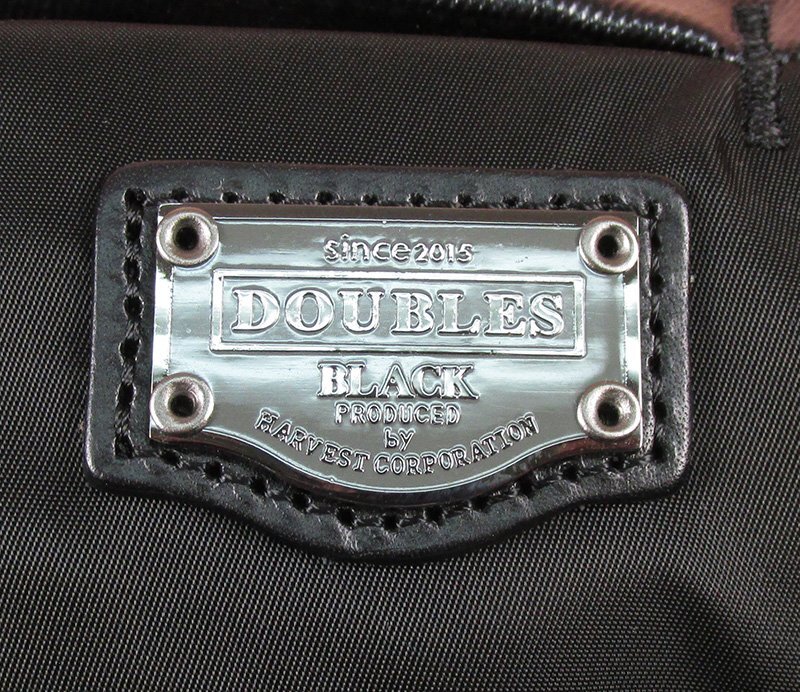 since2015
DOUBLES
BLACK
PRODUCED
by
HARVEST CORPORATION